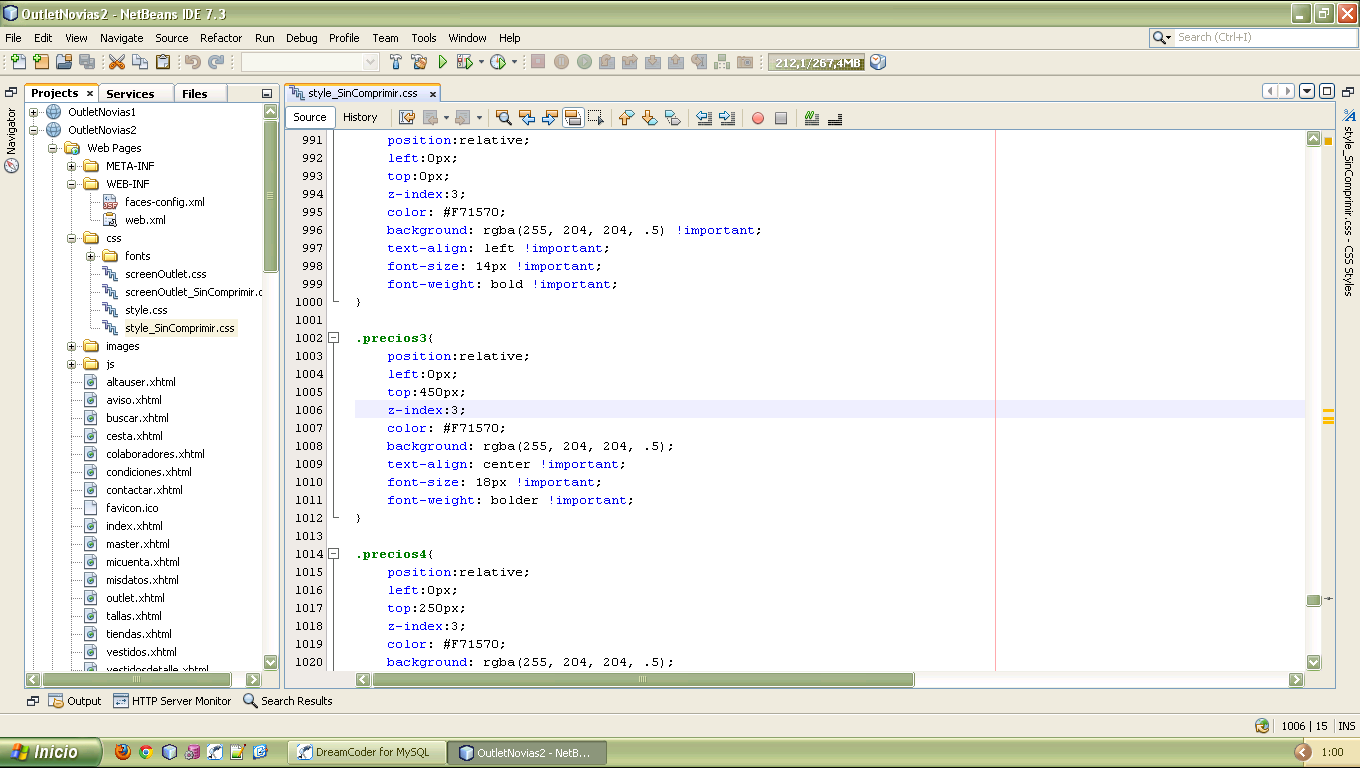 OutletNovias2 - NetBeans IDE 7.3
File Edit View Navigate Source Refactor Run Debug Profile Team Tools Window Help
Search (Ctrl+I)
212,1/267,4MB
Projects × Services Files
style_SinComprimir.css ×
Navigator
Source History
OutletNovias1
OutletNovias2
Web Pages
META-INF
WEB-INF
faces-config.xml
web.xml
css
fonts
screenOutlet.css
screenOutlet_SinComprimir.c
style.css
style_SinComprimir.css
images
js
altauser.xhtml
aviso.xhtml
buscar.xhtml
cesta.xhtml
colaboradores.xhtml
condiciones.xhtml
contactar.xhtml
favicon.ico
index.xhtml
master.xhtml
micuenta.xhtml
misdatos.xhtml
outlet.xhtml
tallas.xhtml
tiendas.xhtml
vestidos.xhtml
vestidosdetalle.xhtml
991 position:relative;
992 left:0px;
993 top:0px;
994 z-index:3;
995 color: #F71570;
996 background: rgba(255, 204, 204, .5) !important;
997 text-align: left !important;
998 font-size: 14px !important;
999 font-weight: bold !important;
1000 }
1001
1002 .precios3{
1003 position:relative;
1004 left:0px;
1005 top:450px;
1006 z-index:3;
1007 color: #F71570;
1008 background: rgba(255, 204, 204, .5);
1009 text-align: center !important;
1010 font-size: 18px !important;
1011 font-weight: bolder !important;
1012 }
1013
1014 .precios4{
1015 position:relative;
1016 left:0px;
1017 top:250px;
1018 z-index:3;
1019 color: #F71570;
1020 background: rgba(255, 204, 204, .5);
style_SinComprimir.css - CSS Styles
Output HTTP Server Monitor Search Results
1006 | 15 INS
Inicio
DreamCoder for MySQL
OutletNovias2 - NetB...
1:00